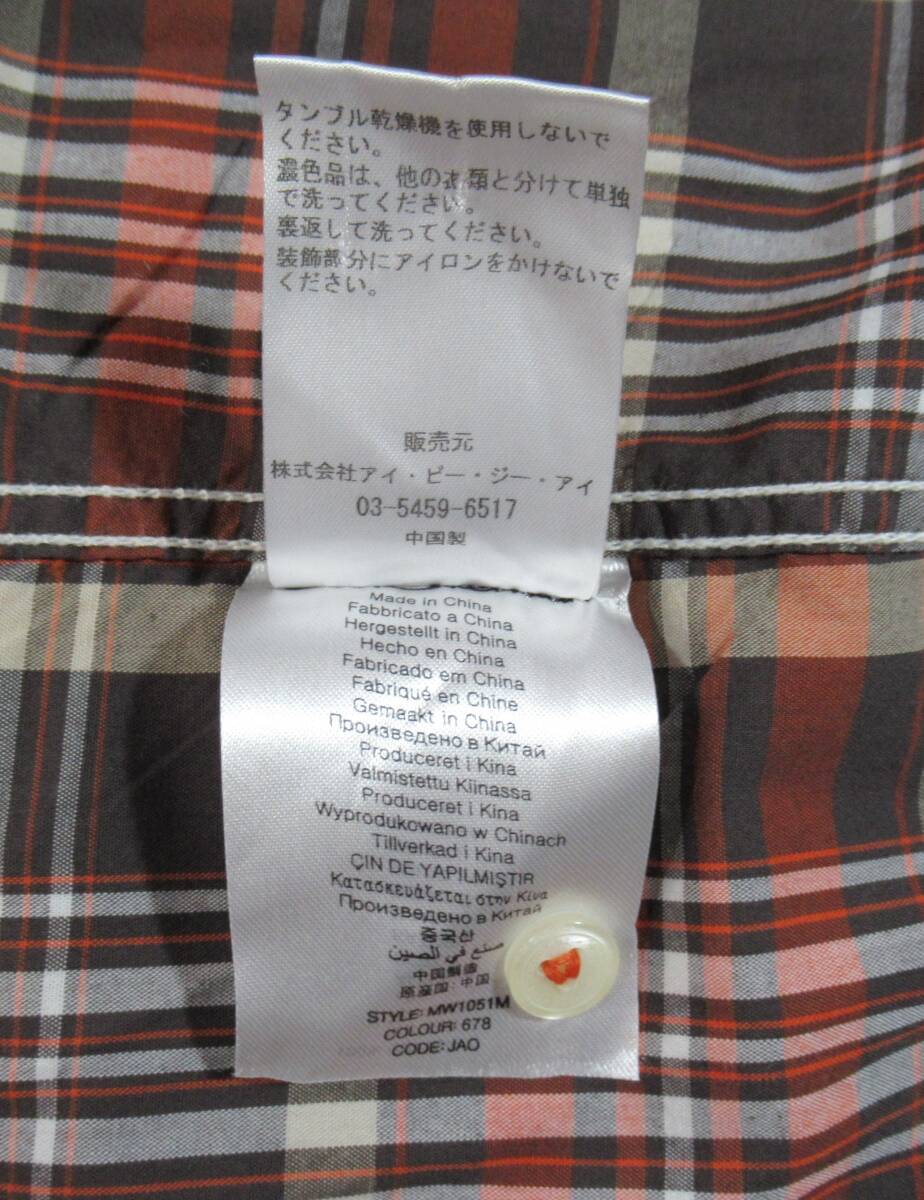 タンブル乾燥機を使用しないで
ください。
濃色品は、他の衣類と分けて単独
で洗ってください。
裏返して洗ってください。
装飾部分にアイロンをかけないで
ください。
販売元
株式会社アイ・ピー・ジー・アイ
03-5459-6517
中国製
Made in China
Fabbricato a China
Hergestellt in China
Hecho en China
Fabricado em China
Fabriqué en Chine
Gemaakt in China
Произведено в Китай
Produceret i Kina
Valmistettu Kiinassa
Produceret i Kina
Wyprodukowano w Chinach
Tillverkad i Kina
ÇIN DE YAPILMIŞTIR
Κατασκευάζεται στην Κίνα
Произведено в Китай
중국산
صنع في الصين
中国制造
原産国: 中国
STYLE: MW1051M
COLOUR: 678
CODE: JAO